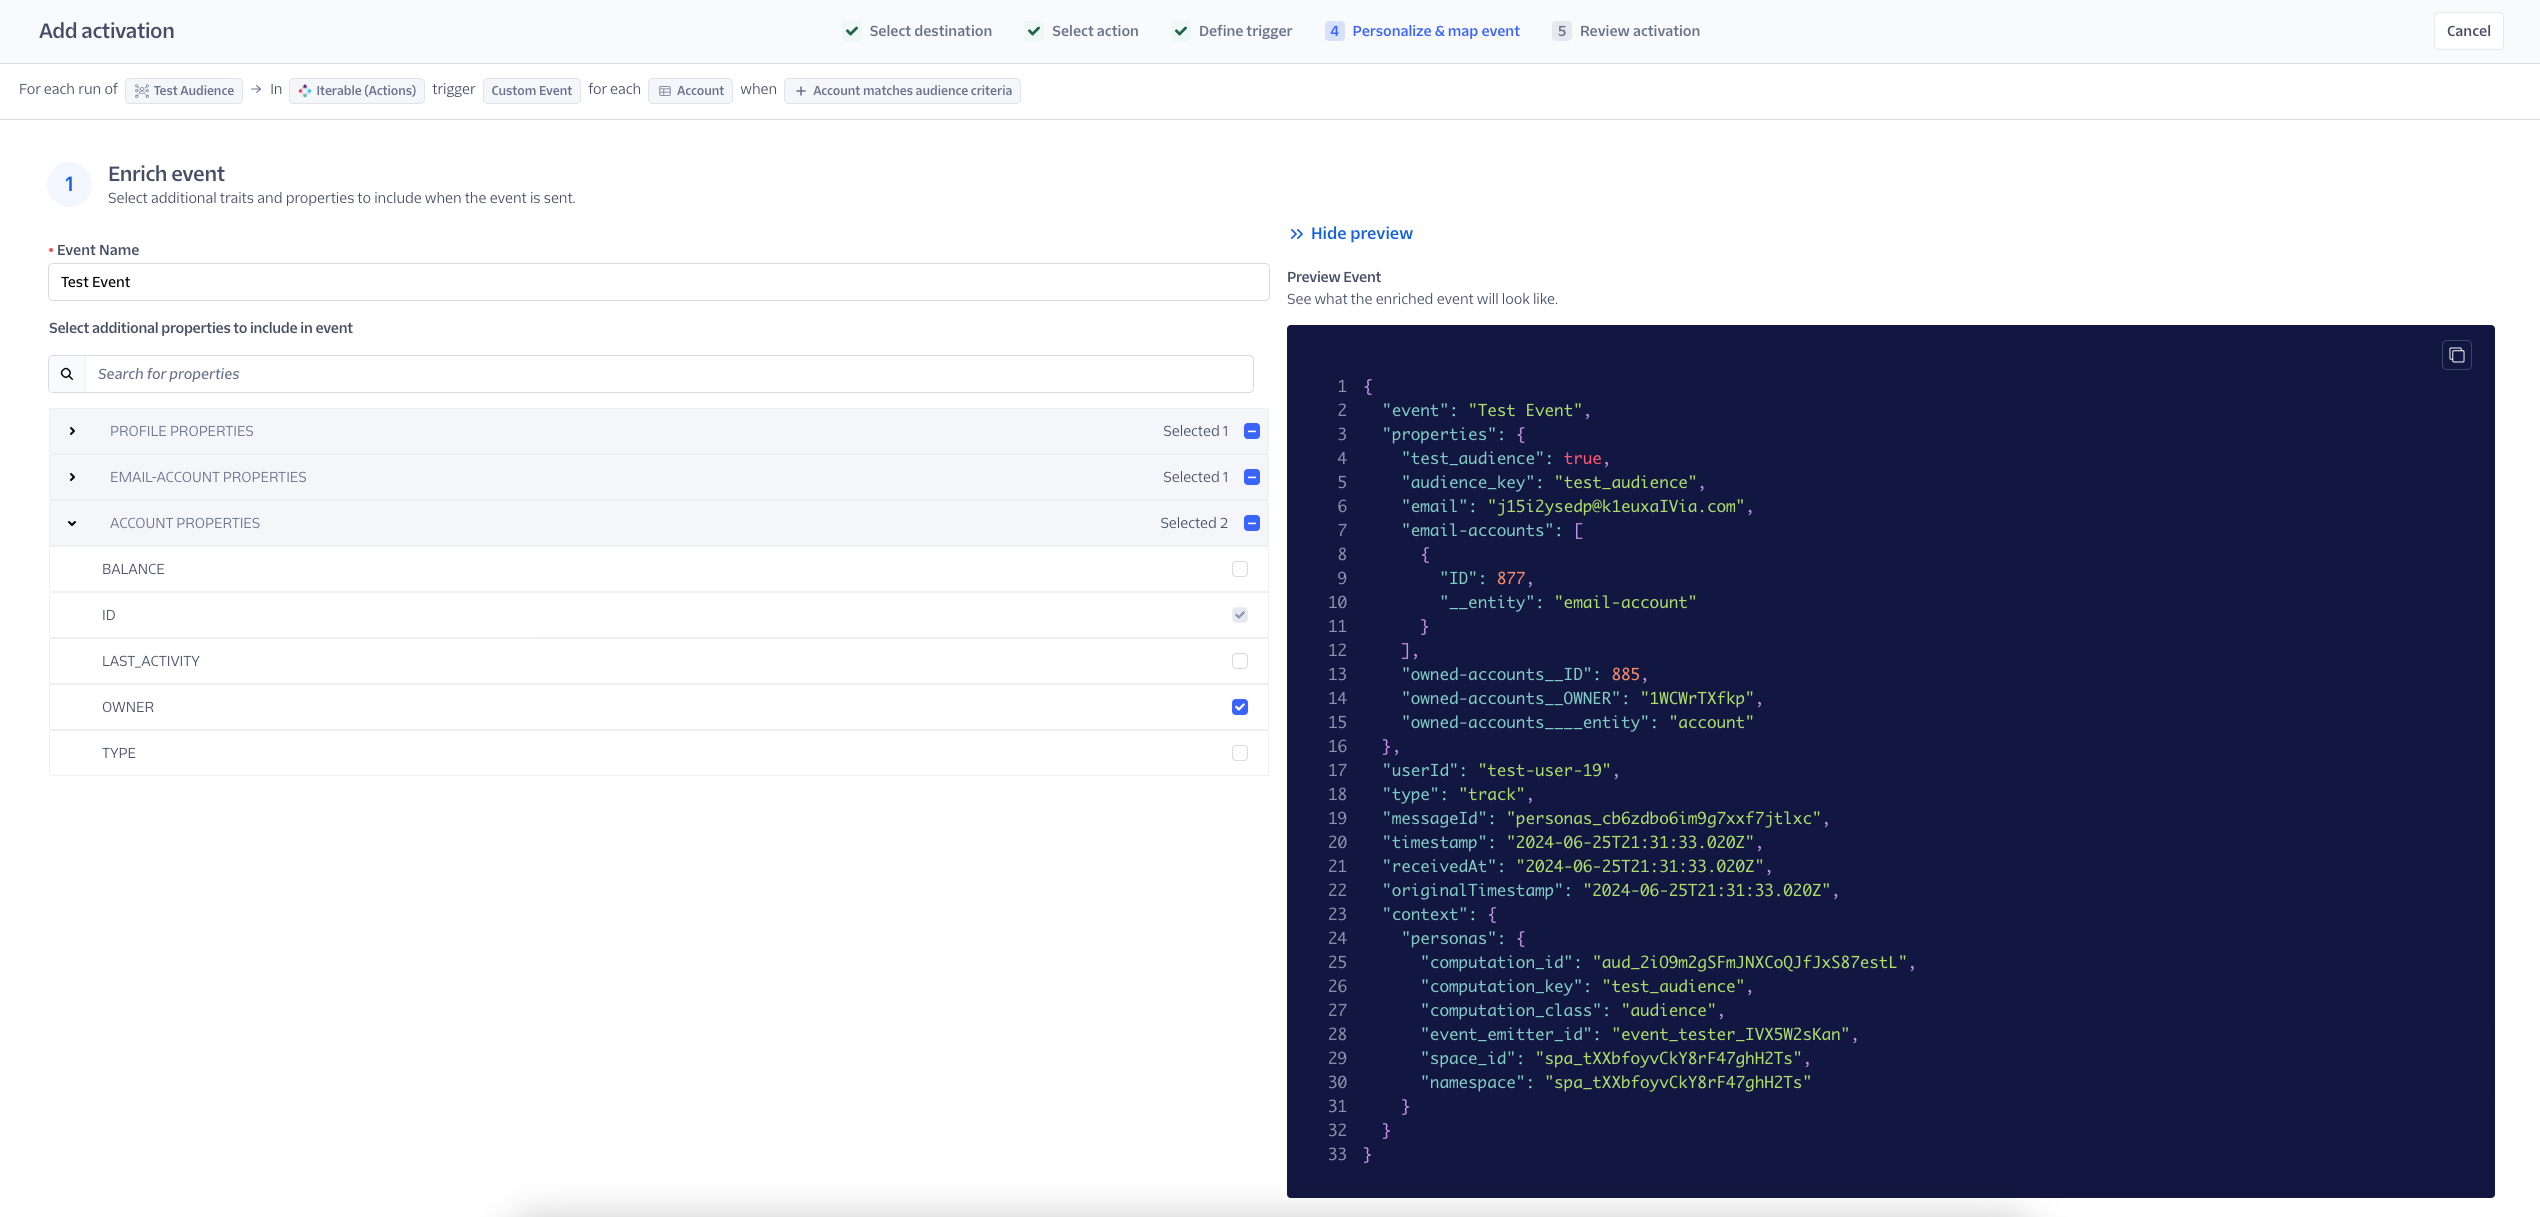 Add activation
Select destination
Select action
Define trigger
4 Personalize & map event
5 Review activation
Cancel
For each run of Test Audience → In Iterable (Actions) trigger Custom Event for each Account when + Account matches audience criteria
1
Enrich event
Select additional traits and properties to include when the event is sent.
• Event Name
Test Event
Select additional properties to include in event
Search for properties
PROFILE PROPERTIES Selected 1
EMAIL-ACCOUNT PROPERTIES Selected 1
ACCOUNT PROPERTIES Selected 2
BALANCE
ID
LAST_ACTIVITY
OWNER
TYPE
Hide preview
Preview Event
See what the enriched event will look like.
1 {
2 "event": "Test Event",
3 "properties": {
4 "test_audience": true,
5 "audience_key": "test_audience",
6 "email": "j15i2ysedp@k1euxaIVia.com",
7 "email-accounts": [
8 {
9 "ID": 877,
10 "__entity": "email-account"
11 }
12 ],
13 "owned-accounts__ID": 885,
14 "owned-accounts__OWNER": "1WCWrTXfkp",
15 "owned-accounts____entity": "account"
16 },
17 "userId": "test-user-19",
18 "type": "track",
19 "messageId": "personas_cb6zdbo6im9g7xxf7jtlxc",
20 "timestamp": "2024-06-25T21:31:33.020Z",
21 "receivedAt": "2024-06-25T21:31:33.020Z",
22 "originalTimestamp": "2024-06-25T21:31:33.020Z",
23 "context": {
24 "personas": {
25 "computation_id": "aud_2iO9m2gSFmJNXCoQJfJxS87estL",
26 "computation_key": "test_audience",
27 "computation_class": "audience",
28 "event_emitter_id": "event_tester_IVX5W2sKan",
29 "space_id": "spa_tXXbfoyvCkY8rF47ghH2Ts",
30 "namespace": "spa_tXXbfoyvCkY8rF47ghH2Ts"
31 }
32 }
33 }